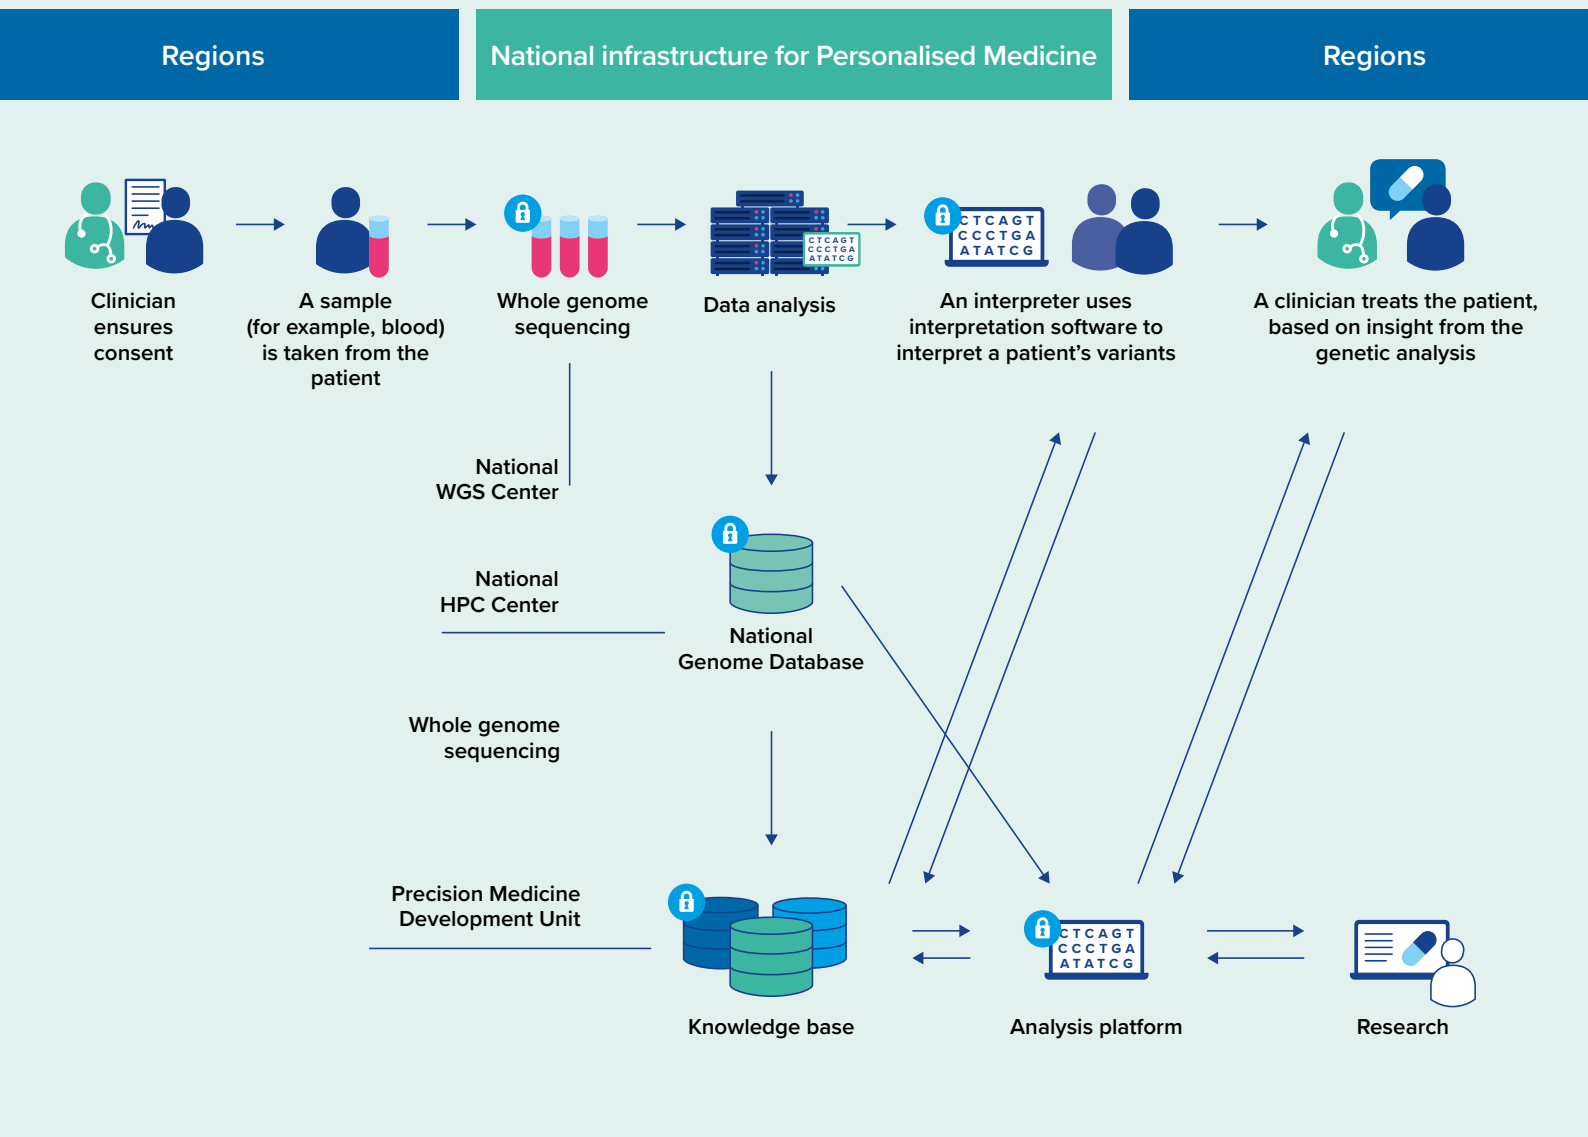 Regions
National infrastructure for Personalised Medicine
Regions
Clinician
ensures
consent
A sample
(for example, blood)
is taken from the
patient
Whole genome
sequencing
CTCAGT
CCCTGA
ATATCG
Data analysis
CTCAGT
CCCTGA
ATATCG
An interpreter uses
interpretation software to
interpret a patient’s variants
A clinician treats the patient,
based on insight from the
genetic analysis
National
WGS Center
National
HPC Center
National
Genome Database
Whole genome
sequencing
Precision Medicine
Development Unit
Knowledge base
CTCAGT
CCCTGA
ATATCG
Analysis platform
Research